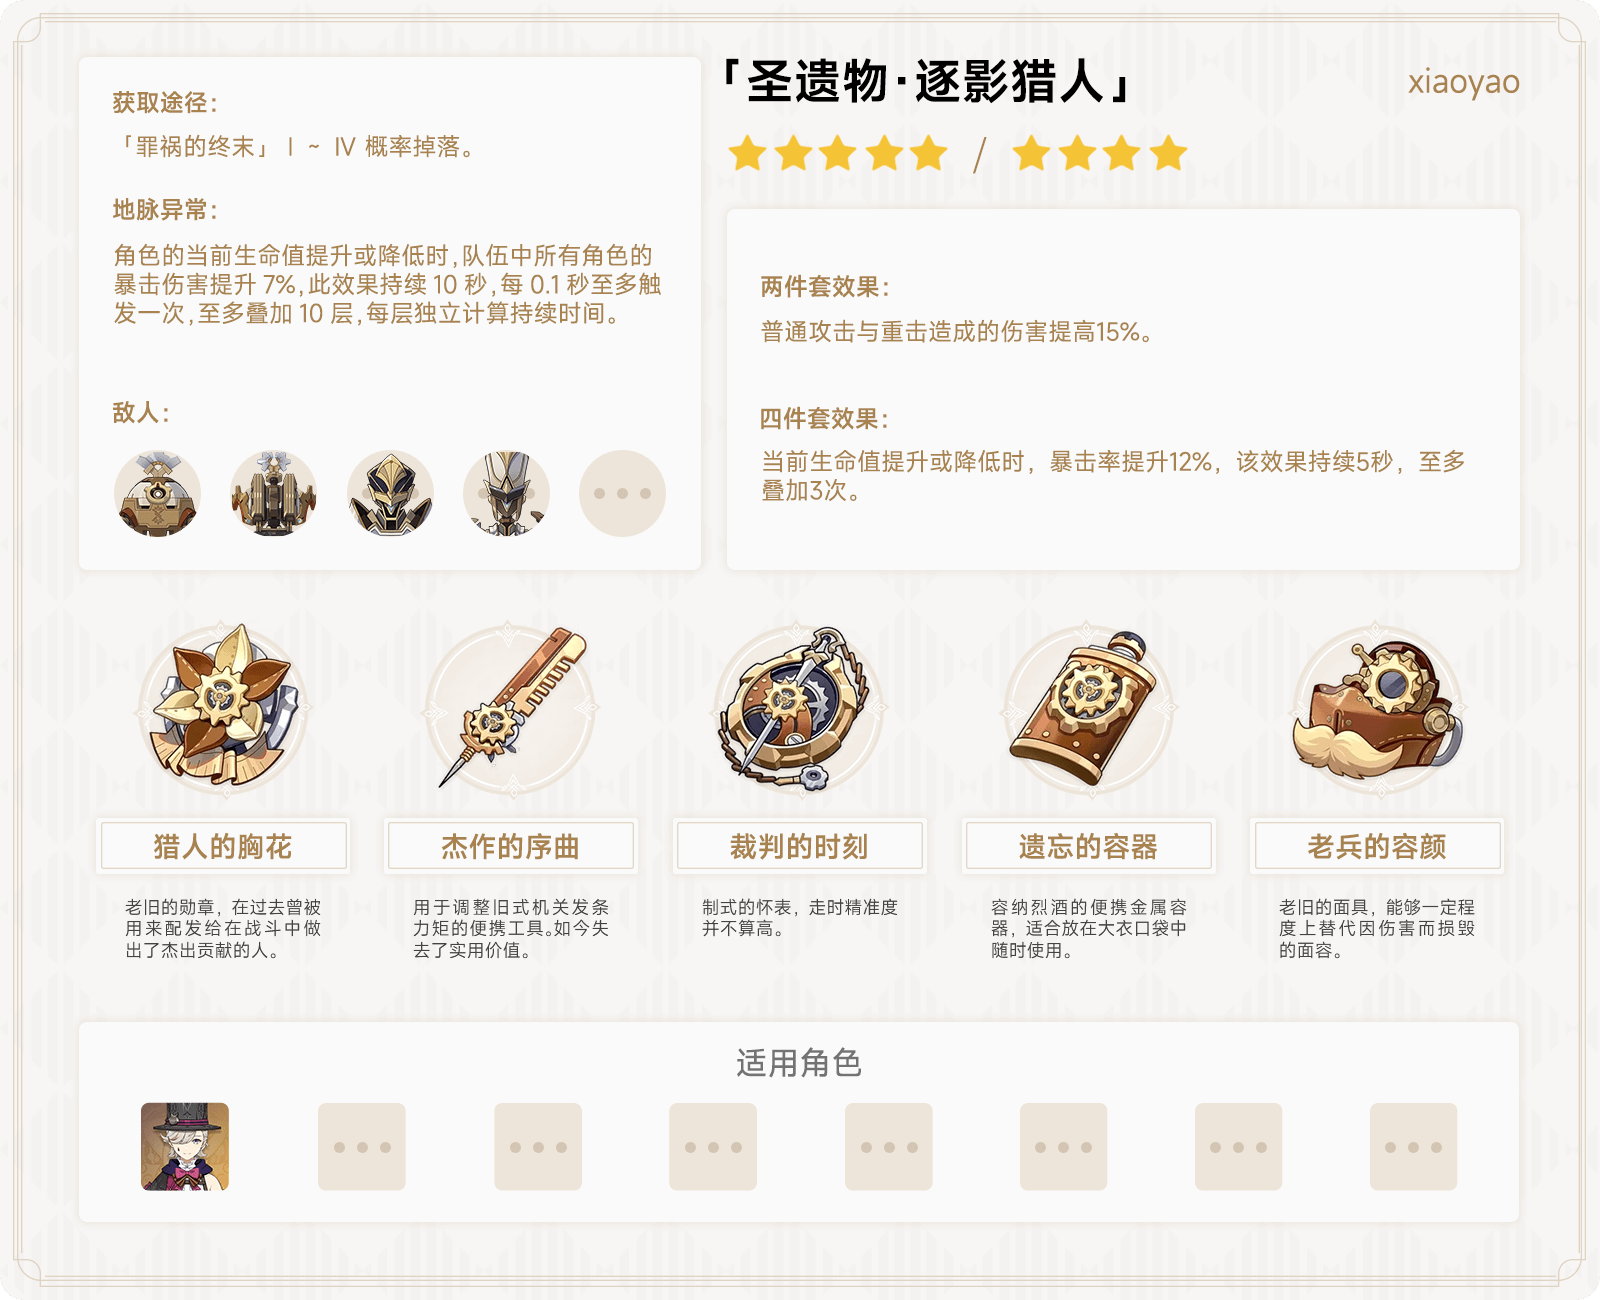 获取途径：
「罪祸的终末」Ⅰ ~ Ⅳ 概率掉落。
地脉异常：
角色的当前生命值提升或降低时,队伍中所有角色的
暴击伤害提升 7%,此效果持续 10 秒,每 0.1 秒至多触
发一次,至多叠加 10 层,每层独立计算持续时间。
敌人：
「圣遗物·逐影猎人」
xiaoyao
/
两件套效果：
普通攻击与重击造成的伤害提高15%。
四件套效果：
当前生命值提升或降低时，暴击率提升12%，该效果持续5秒，至多
叠加3次。
猎人的胸花
老旧的勋章，在过去曾被
用来配发给在战斗中做
出了杰出贡献的人。
杰作的序曲
用于调整旧式机关发条
力矩的便携工具。如今失
去了实用价值。
裁判的时刻
制式的怀表，走时精准度
并不算高。
遗忘的容器
容纳烈酒的便携金属容
器，适合放在大衣口袋中
随时使用。
老兵的容颜
老旧的面具，能够一定程
度上替代因伤害而损毁
的面容。
适用角色